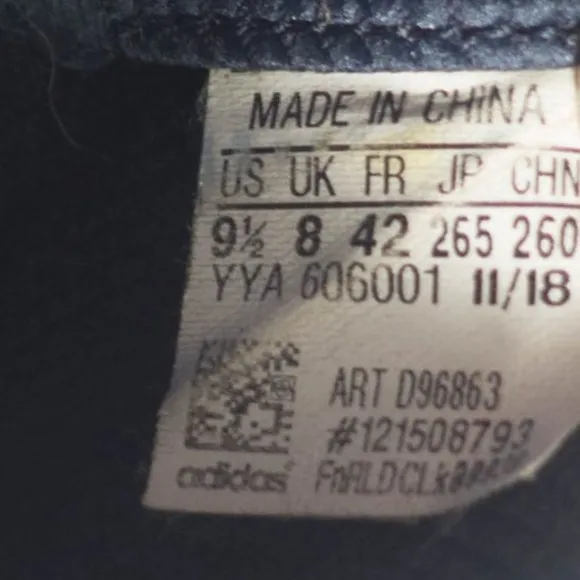 MADE IN CHINA
US UK FR JP CHN
9½ 8 42 265 260
YYA 606001 11/18
ART D96863
#121508793
adidas